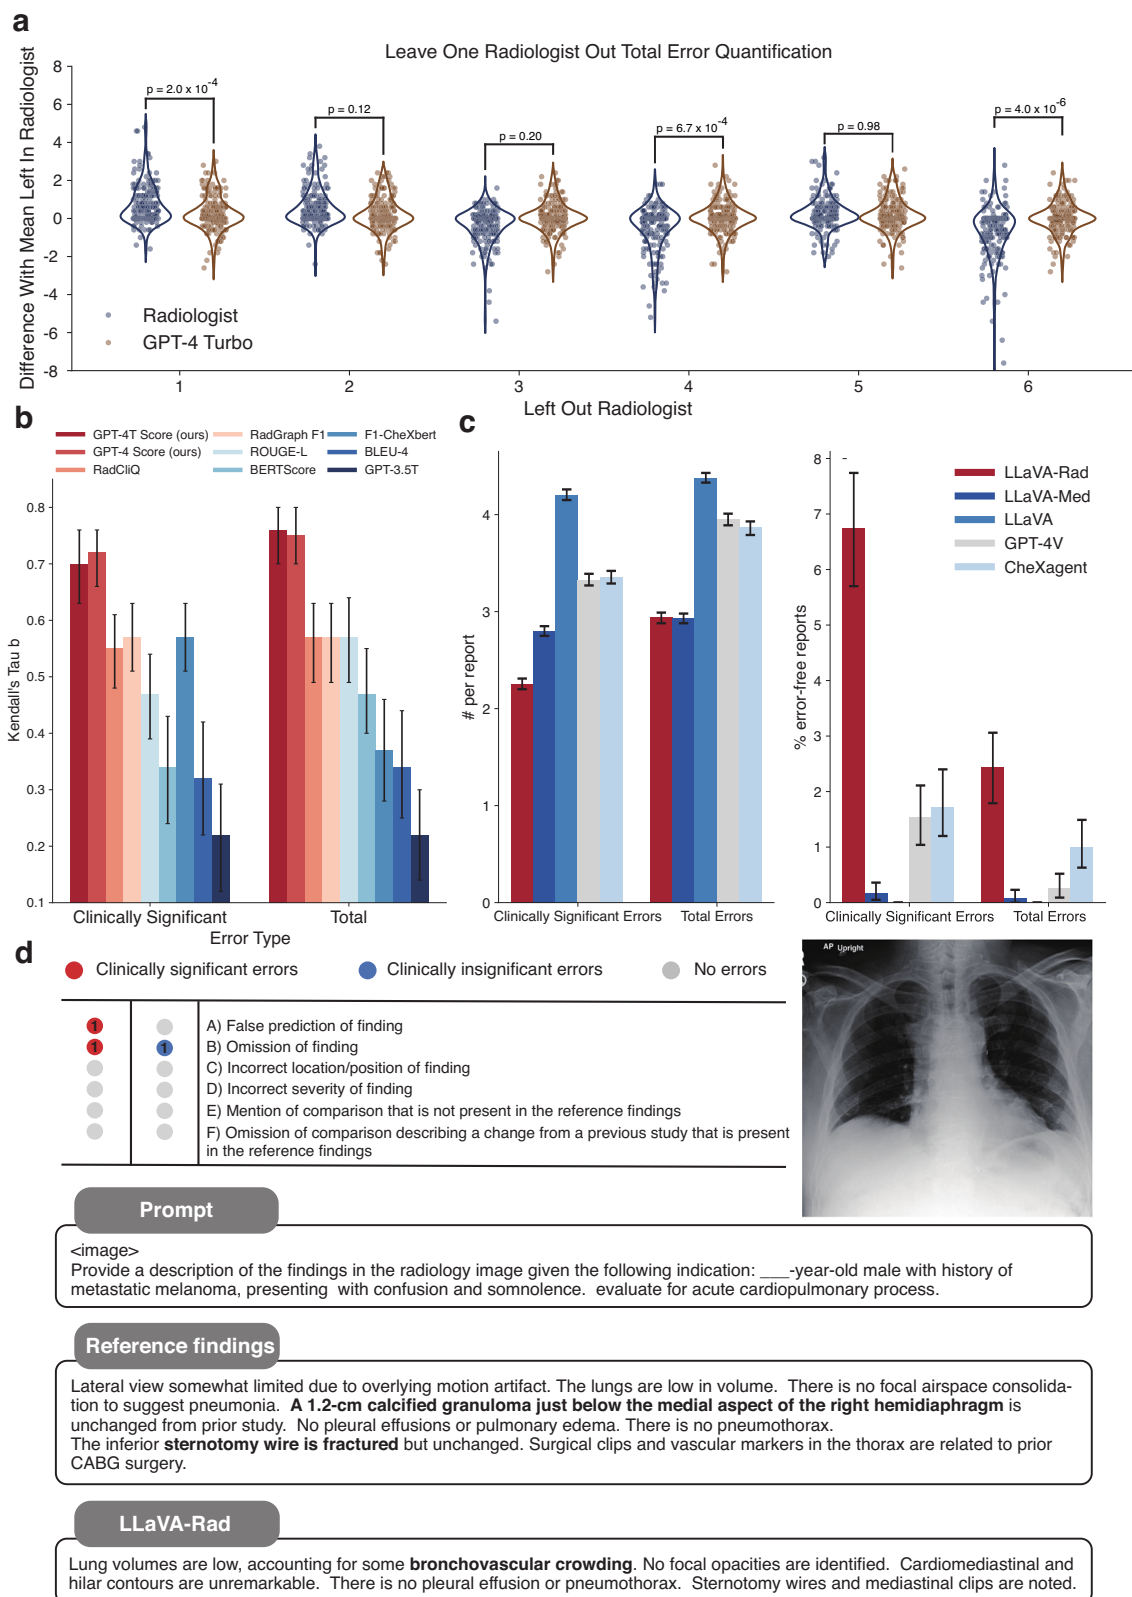 a
Leave One Radiologist Out Total Error Quantification
Difference With Mean Left In Radiologist
8
6
4
2
0
-2
-4
-6
-8
p = 2.0 x 10-4
p = 0.12
p = 0.20
p = 6.7 x 10-4
p = 0.98
p = 4.0 x 10-6
Radiologist
GPT-4 Turbo
1 2 3 4 5 6
Left Out Radiologist
b
GPT-4T Score (ours)
GPT-4 Score (ours)
RadCliQ
RadGraph F1
ROUGE-L
BERTScore
F1-CheXbert
BLEU-4
GPT-3.5T
Kendall's Tau b
0.8
0.7
0.6
0.5
0.4
0.3
0.2
0.1
Clinically Significant Total
Error Type
c
# per report
4
3
2
1
0
Clinically Significant Errors Total Errors
% error-free reports
8
7
6
5
4
3
2
1
0
LLaVA-Rad
LLaVA-Med
LLaVA
GPT-4V
CheXagent
Clinically Significant Errors Total Errors
d
Clinically significant errors Clinically insignificant errors No errors
1 A) False prediction of finding
1 1 B) Omission of finding
C) Incorrect location/position of finding
D) Incorrect severity of finding
E) Mention of comparison that is not present in the reference findings
F) Omission of comparison describing a change from a previous study that is present
in the reference findings
AP Upright
Prompt
<image>
Provide a description of the findings in the radiology image given the following indication: ___-year-old male with history of
metastatic melanoma, presenting with confusion and somnolence. evaluate for acute cardiopulmonary process.
Reference findings
Lateral view somewhat limited due to overlying motion artifact. The lungs are low in volume. There is no focal airspace consolida-
tion to suggest pneumonia. A 1.2-cm calcified granuloma just below the medial aspect of the right hemidiaphragm is
unchanged from prior study. No pleural effusions or pulmonary edema. There is no pneumothorax.
The inferior sternotomy wire is fractured but unchanged. Surgical clips and vascular markers in the thorax are related to prior
CABG surgery.
LLaVA-Rad
Lung volumes are low, accounting for some bronchovascular crowding. No focal opacities are identified. Cardiomediastinal and
hilar contours are unremarkable. There is no pleural effusion or pneumothorax. Sternotomy wires and mediastinal clips are noted.